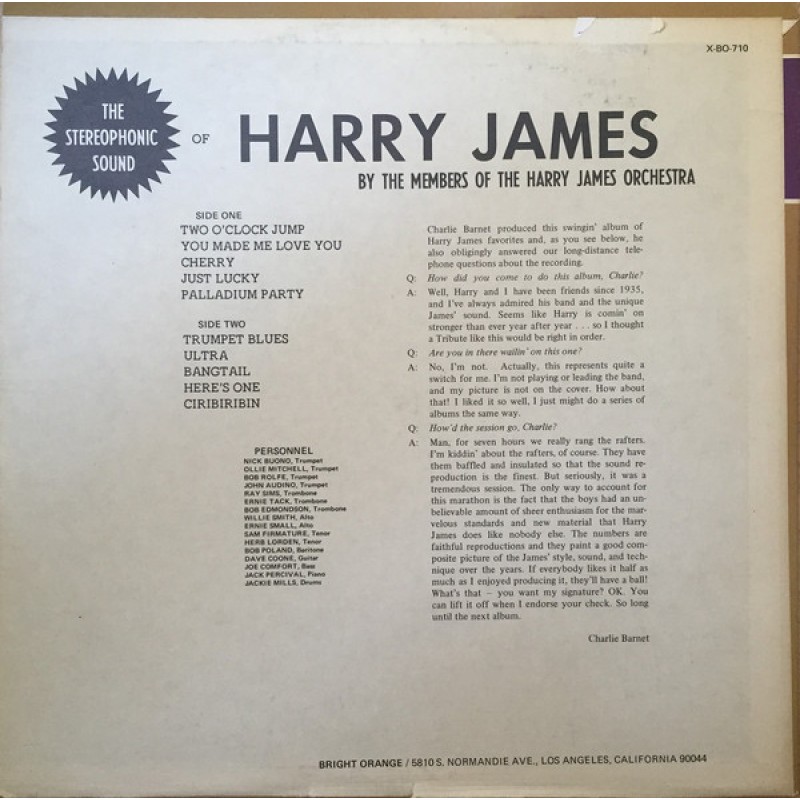 X-BO-710
THE
STEREOPHONIC
SOUND
OF
HARRY JAMES
BY THE MEMBERS OF THE HARRY JAMES ORCHESTRA
SIDE ONE
TWO O'CLOCK JUMP
YOU MADE ME LOVE YOU
CHERRY
JUST LUCKY
PALLADIUM PARTY
SIDE TWO
TRUMPET BLUES
ULTRA
BANGTAIL
HERE'S ONE
CIRIBIRIBIN
PERSONNEL
NICK BUONO, Trumpet
OLLIE MITCHELL, Trumpet
BOB ROLFE, Trumpet
JOHN AUDINO, Trumpet
RAY SIMS, Trombone
ERNIE TACK, Trombone
BOB EDMONDSON, Trombone
WILLIE SMITH, Alto
ERNIE SMALL, Alto
SAM FIRMATURE, Tenor
HERB LORDEN, Tenor
BOB POLAND, Baritone
DAVE COONE, Guitar
JOE COMFORT, Bass
JACK PERCIVAL, Piano
JACKIE MILLS, Drums
Charlie Barnet produced this swingin' album of
Harry James favorites and, as you see below, he
also obligingly answered our long-distance tele-
phone questions about the recording.
Q: How did you come to do this album, Charlie?
A: Well, Harry and I have been friends since 1935,
and I've always admired his band and the unique
James' sound. Seems like Harry is comin' on
stronger than ever year after year . . . so I thought
a Tribute like this would be right in order.
Q: Are you in there wailin' on this one?
A: No, I'm not. Actually, this represents quite a
switch for me. I'm not playing or leading the band,
and my picture is not on the cover. How about
that! I liked it so well, I just might do a series of
albums the same way.
Q: How'd the session go, Charlie?
A: Man, for seven hours we really rang the rafters.
I'm kiddin' about the rafters, of course. They have
them baffled and insulated so that the sound re-
production is the finest. But seriously, it was a
tremendous session. The only way to account for
this marathon is the fact that the boys had an un-
believable amount of sheer enthusiasm for the mar-
velous standards and new material that Harry
James does like nobody else. The numbers are
faithful reproductions and they paint a good com-
posite picture of the James' style, sound, and tech-
nique over the years. If everybody likes it half as
much as I enjoyed producing it, they'll have a ball!
What's that – you want my signature? OK. You
can lift it off when I endorse your check. So long
until the next album.
Charlie Barnet
BRIGHT ORANGE / 5810 S. NORMANDIE AVE., LOS ANGELES, CALIFORNIA 90044